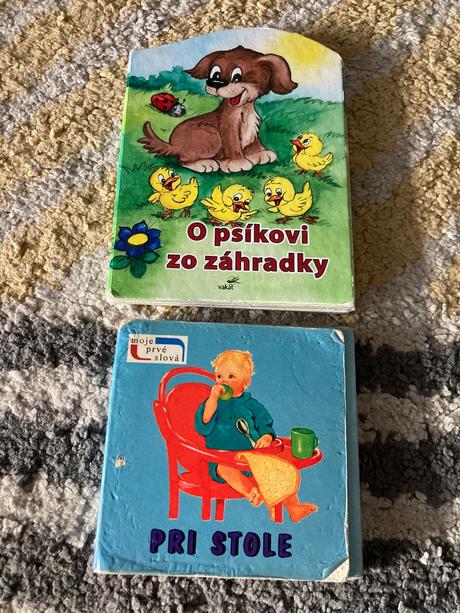 O psíkovi
zo záhradky
vakát
moje
prvé
slová
PRI STOLE